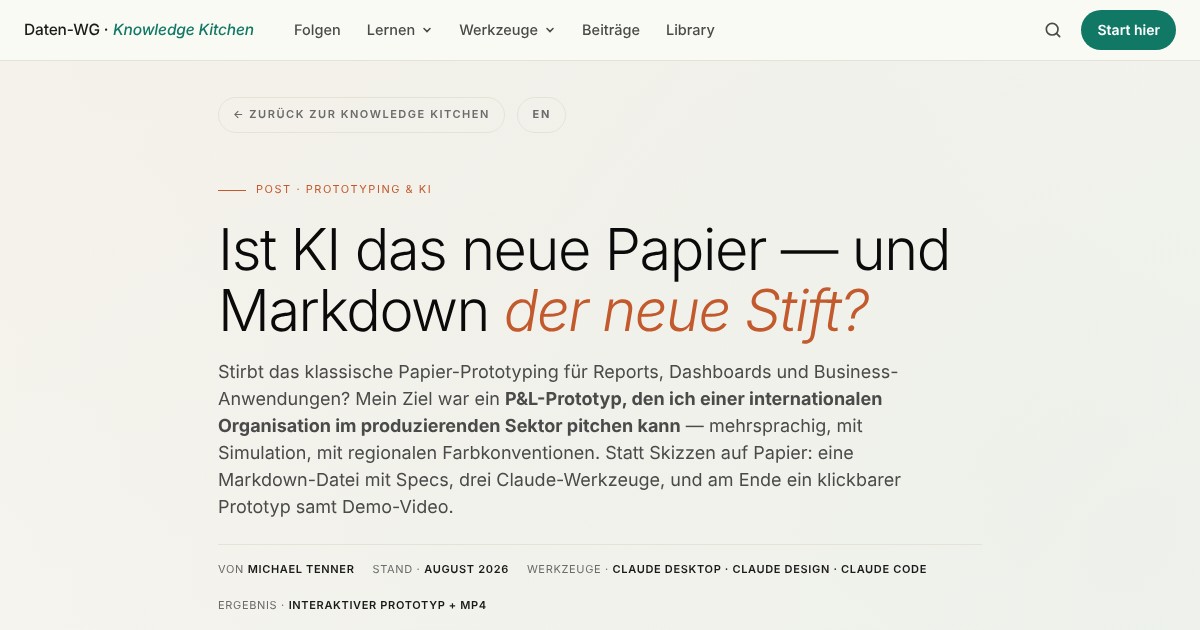 Daten-WG · Knowledge Kitchen Folgen Lernen Werkzeuge Beiträge Library Start hier
← ZURÜCK ZUR KNOWLEDGE KITCHEN EN
POST · PROTOTYPING & KI
Ist KI das neue Papier — und
Markdown der neue Stift?
Stirbt das klassische Papier-Prototyping für Reports, Dashboards und Business-
Anwendungen? Mein Ziel war ein P&L-Prototyp, den ich einer internationalen
Organisation im produzierenden Sektor pitchen kann — mehrsprachig, mit
Simulation, mit regionalen Farbkonventionen. Statt Skizzen auf Papier: eine
Markdown-Datei mit Specs, drei Claude-Werkzeuge, und am Ende ein klickbarer
Prototyp samt Demo-Video.
VON MICHAEL TENNER STAND · AUGUST 2026 WERKZEUGE · CLAUDE DESKTOP · CLAUDE DESIGN · CLAUDE CODE
ERGEBNIS · INTERAKTIVER PROTOTYP + MP4